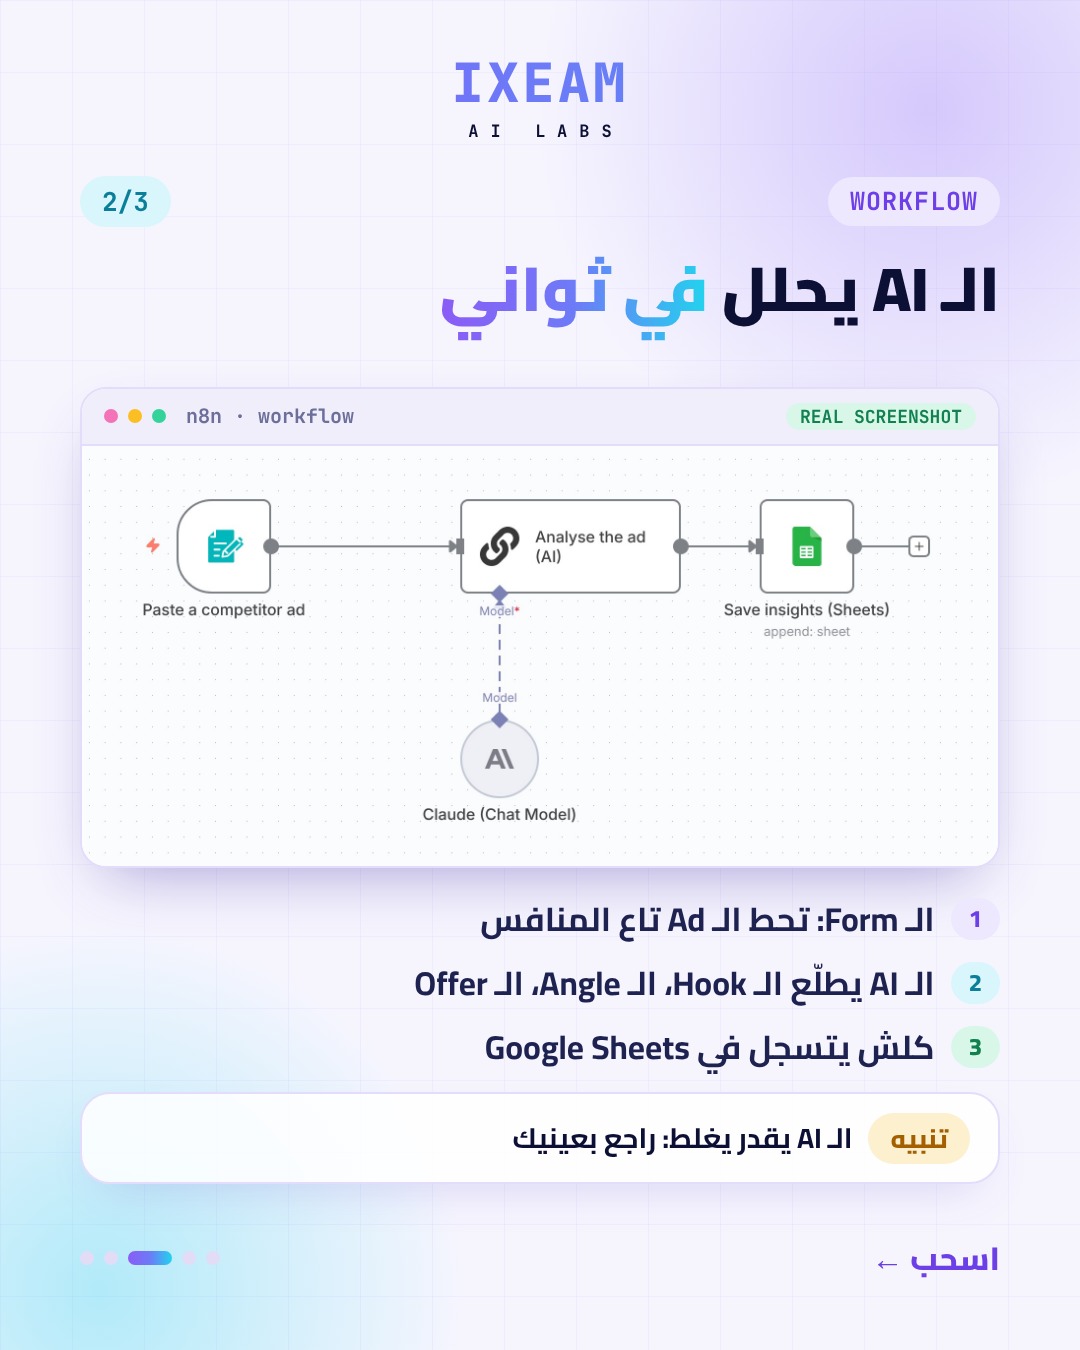 IXEAM
AI LABS
WORKFLOW
2/3
الـ AI يحلل في ثواني
n8n · workflow
REAL SCREENSHOT
Paste a competitor ad
Analyse the ad
(AI)
Model*
Save insights (Sheets)
append: sheet
Model
Claude (Chat Model)
1 الـ Form: تحط الـ Ad تاع المنافس
2 الـ AI يطلّع الـ Hook، الـ Angle، الـ Offer
3 كلش يتسجل في Google Sheets
تنبيه الـ AI يقدر يغلط: راجع بعينيك
اسحب ←